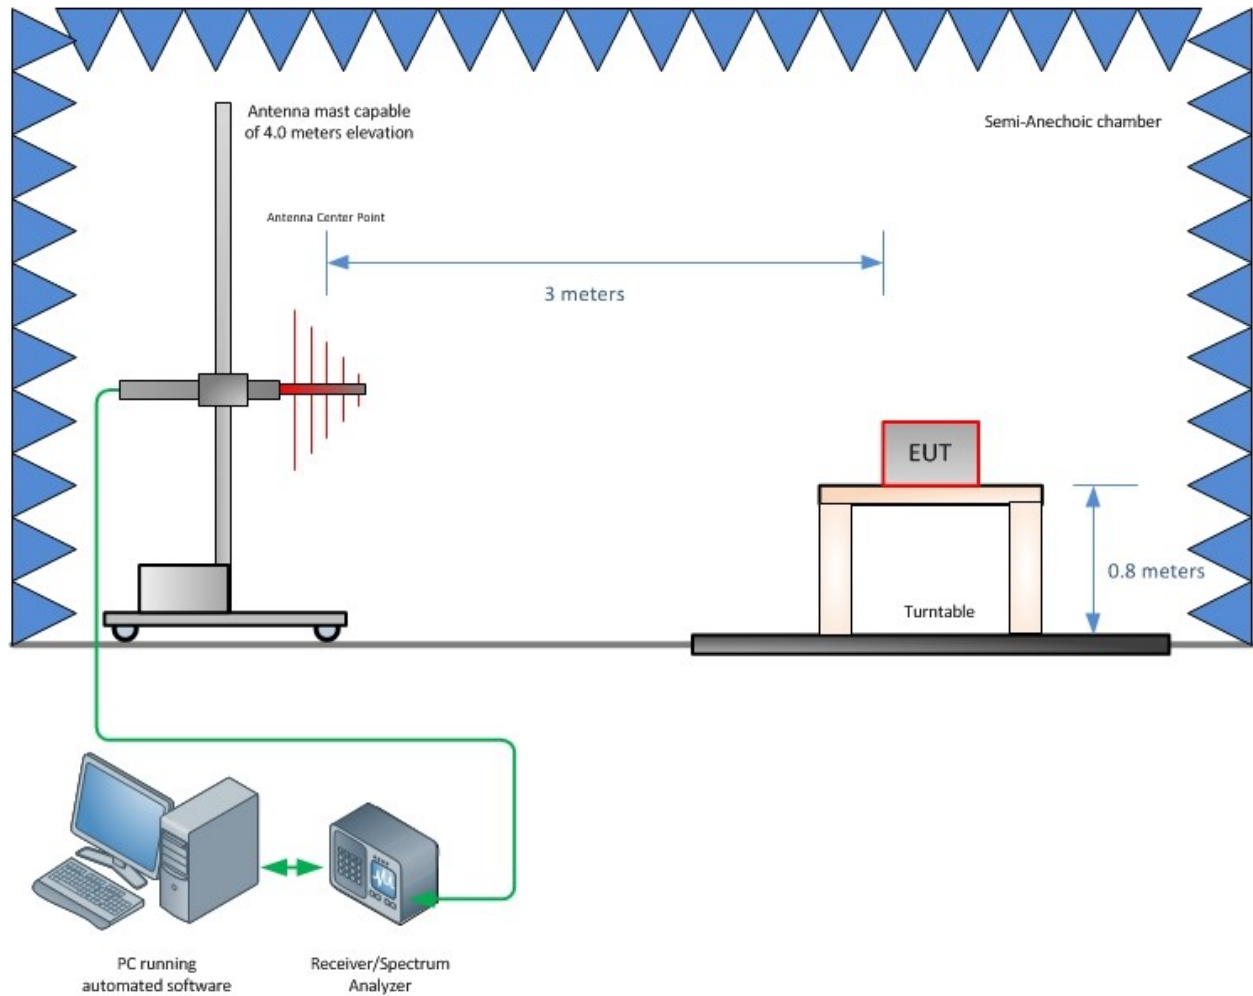 Antenna mast capable
of 4.0 meters elevation
Semi-Anechoic chamber
Antenna Center Point
3 meters
EUT
0.8 meters
Turntable
PC running
automated software
Receiver/Spectrum
Analyzer